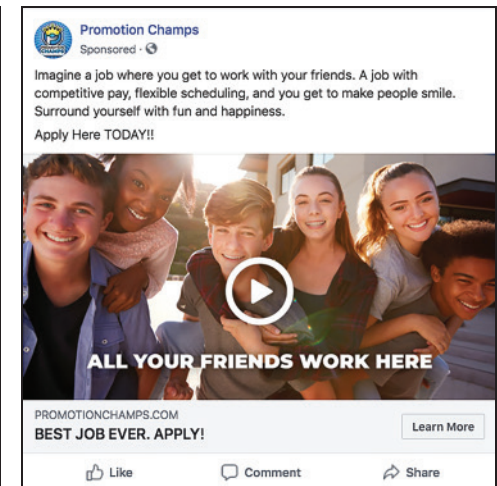 Promotion Champs
Sponsored ·
Imagine a job where you get to work with your friends. A job with
competitive pay, flexible scheduling, and you get to make people smile.
Surround yourself with fun and happiness.
Apply Here TODAY!!
ALL YOUR FRIENDS WORK HERE
PROMOTIONCHAMPS.COM
BEST JOB EVER. APPLY!
Learn More
Like
Comment
Share